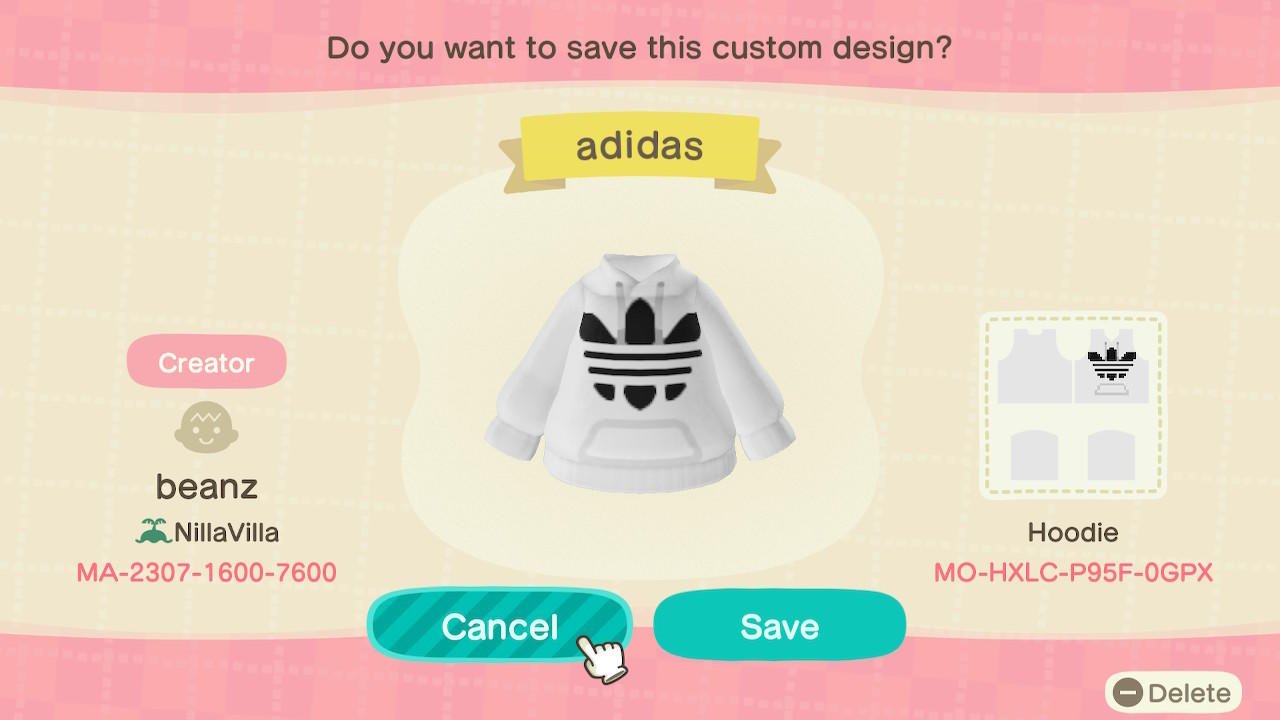 Do you want to save this custom design?
adidas
Creator
beanz
NillaVilla
MA-2307-1600-7600
Hoodie
MO-HXLC-P95F-0GPX
Cancel
Save
Delete